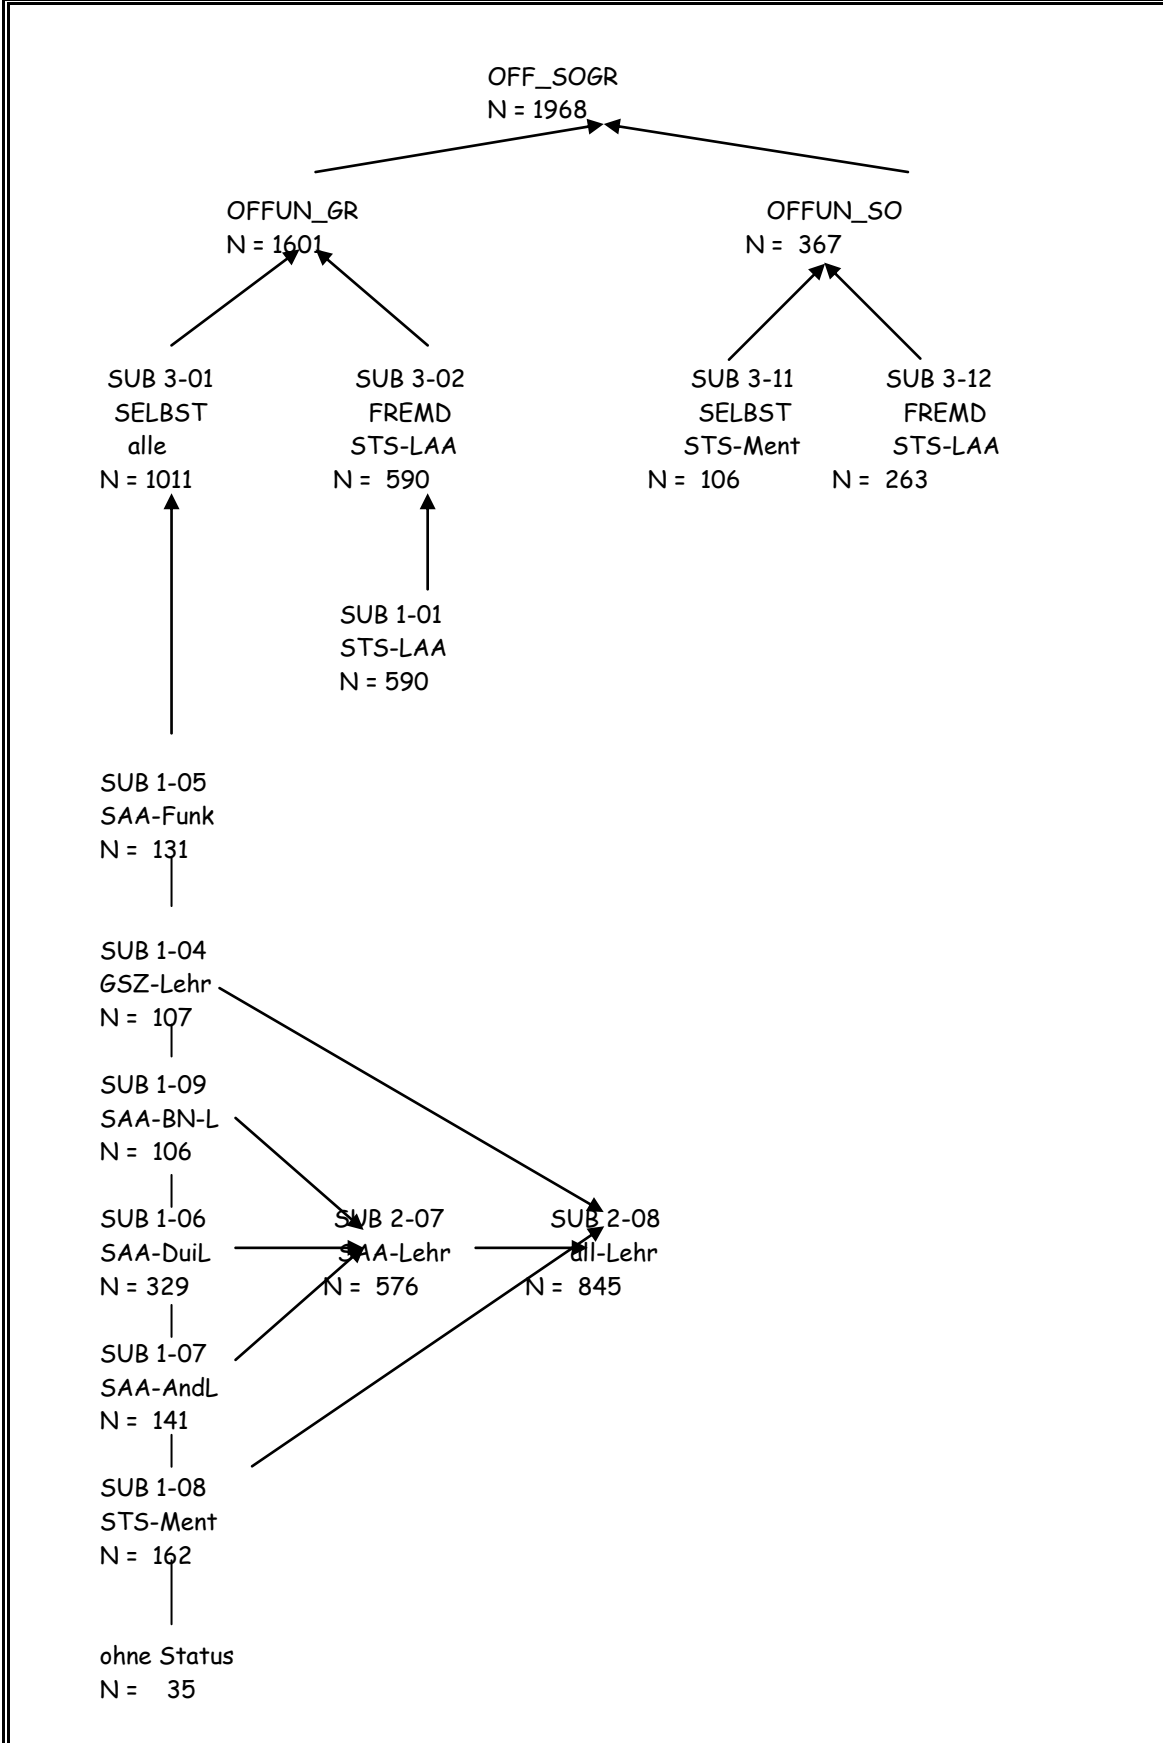 OFF_SOGR
N = 1968
OFFUN_GR
N = 1601
OFFUN_SO
N = 367
SUB 3-01
SELBST
alle
N = 1011
SUB 3-02
FREMD
STS-LAA
N = 590
SUB 3-11
SELBST
STS-Ment
N = 106
SUB 3-12
FREMD
STS-LAA
N = 263
SUB 1-01
STS-LAA
N = 590
SUB 1-05
SAA-Funk
N = 131
SUB 1-04
GSZ-Lehr
N = 107
SUB 1-09
SAA-BN-L
N = 106
SUB 1-06
SAA-DuiL
N = 329
SUB 2-07
SAA-Lehr
N = 576
SUB 2-08
all-Lehr
N = 845
SUB 1-07
SAA-AndL
N = 141
SUB 1-08
STS-Ment
N = 162
ohne Status
N = 35